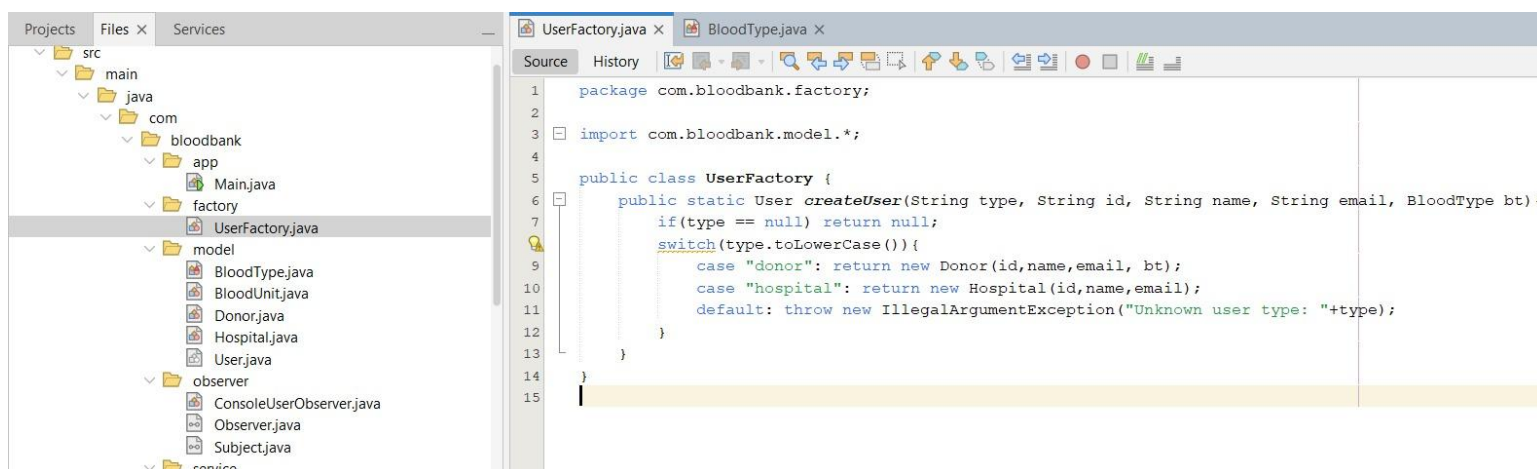 Projects Files × Services
src
main
java
com
bloodbank
app
Main.java
factory
UserFactory.java
model
BloodType.java
BloodUnit.java
Donor.java
Hospital.java
User.java
observer
ConsoleUserObserver.java
Observer.java
Subject.java
service
UserFactory.java × BloodType.java ×
Source History
1 package com.bloodbank.factory;
2
3 import com.bloodbank.model.*;
4
5 public class UserFactory {
6 public static User createUser(String type, String id, String name, String email, BloodType bt){
7 if(type == null) return null;
switch(type.toLowerCase()){
9 case "donor": return new Donor(id,name,email, bt);
10 case "hospital": return new Hospital(id,name,email);
11 default: throw new IllegalArgumentException("Unknown user type: "+type);
12 }
13 }
14 }
15